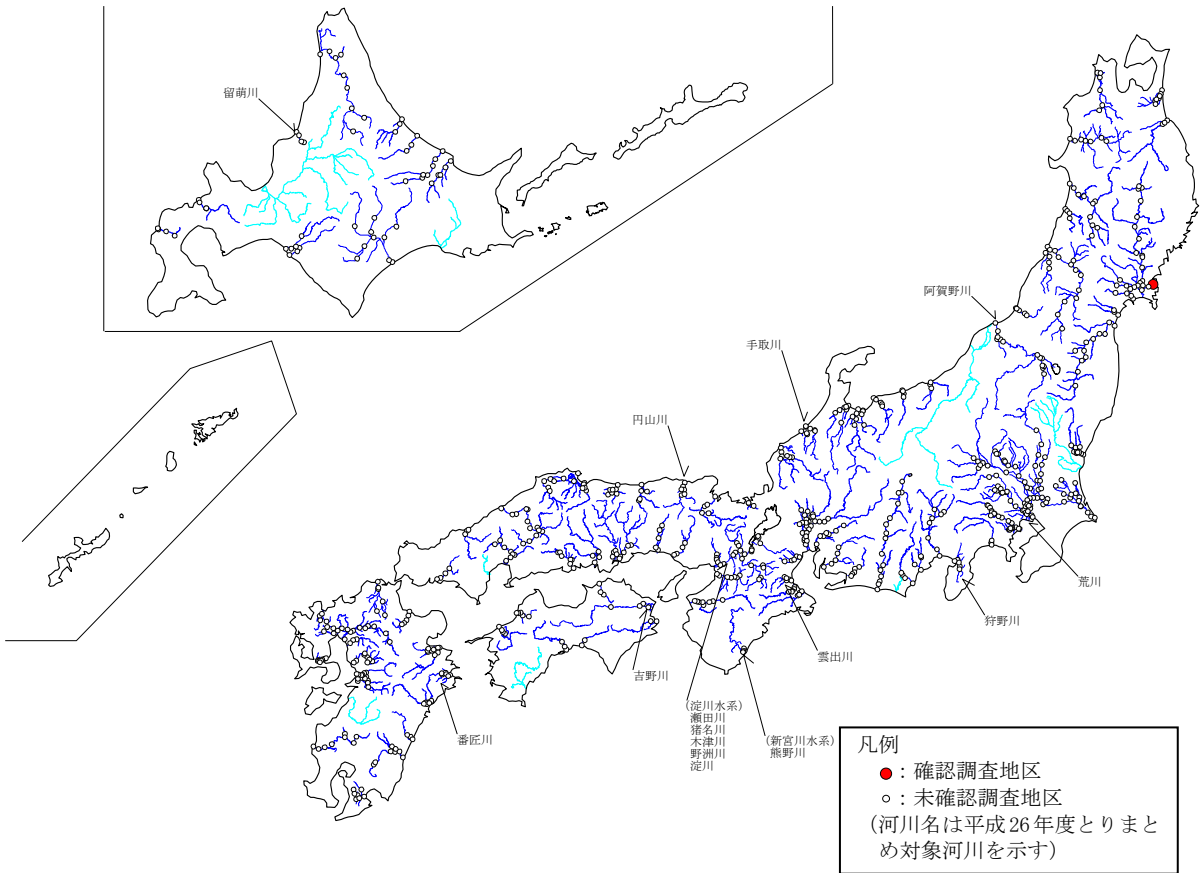 留萌川
阿賀野川
手取川
円山川
荒川
狩野川
雲出川
吉野川
番匠川
(淀川水系)
瀬田川
猪名川
木津川
野洲川
淀川
(新宮川水系)
熊野川
凡例
：確認調査地区
：未確認調査地区
(河川名は平成26年度とりまと
め対象河川を示す)